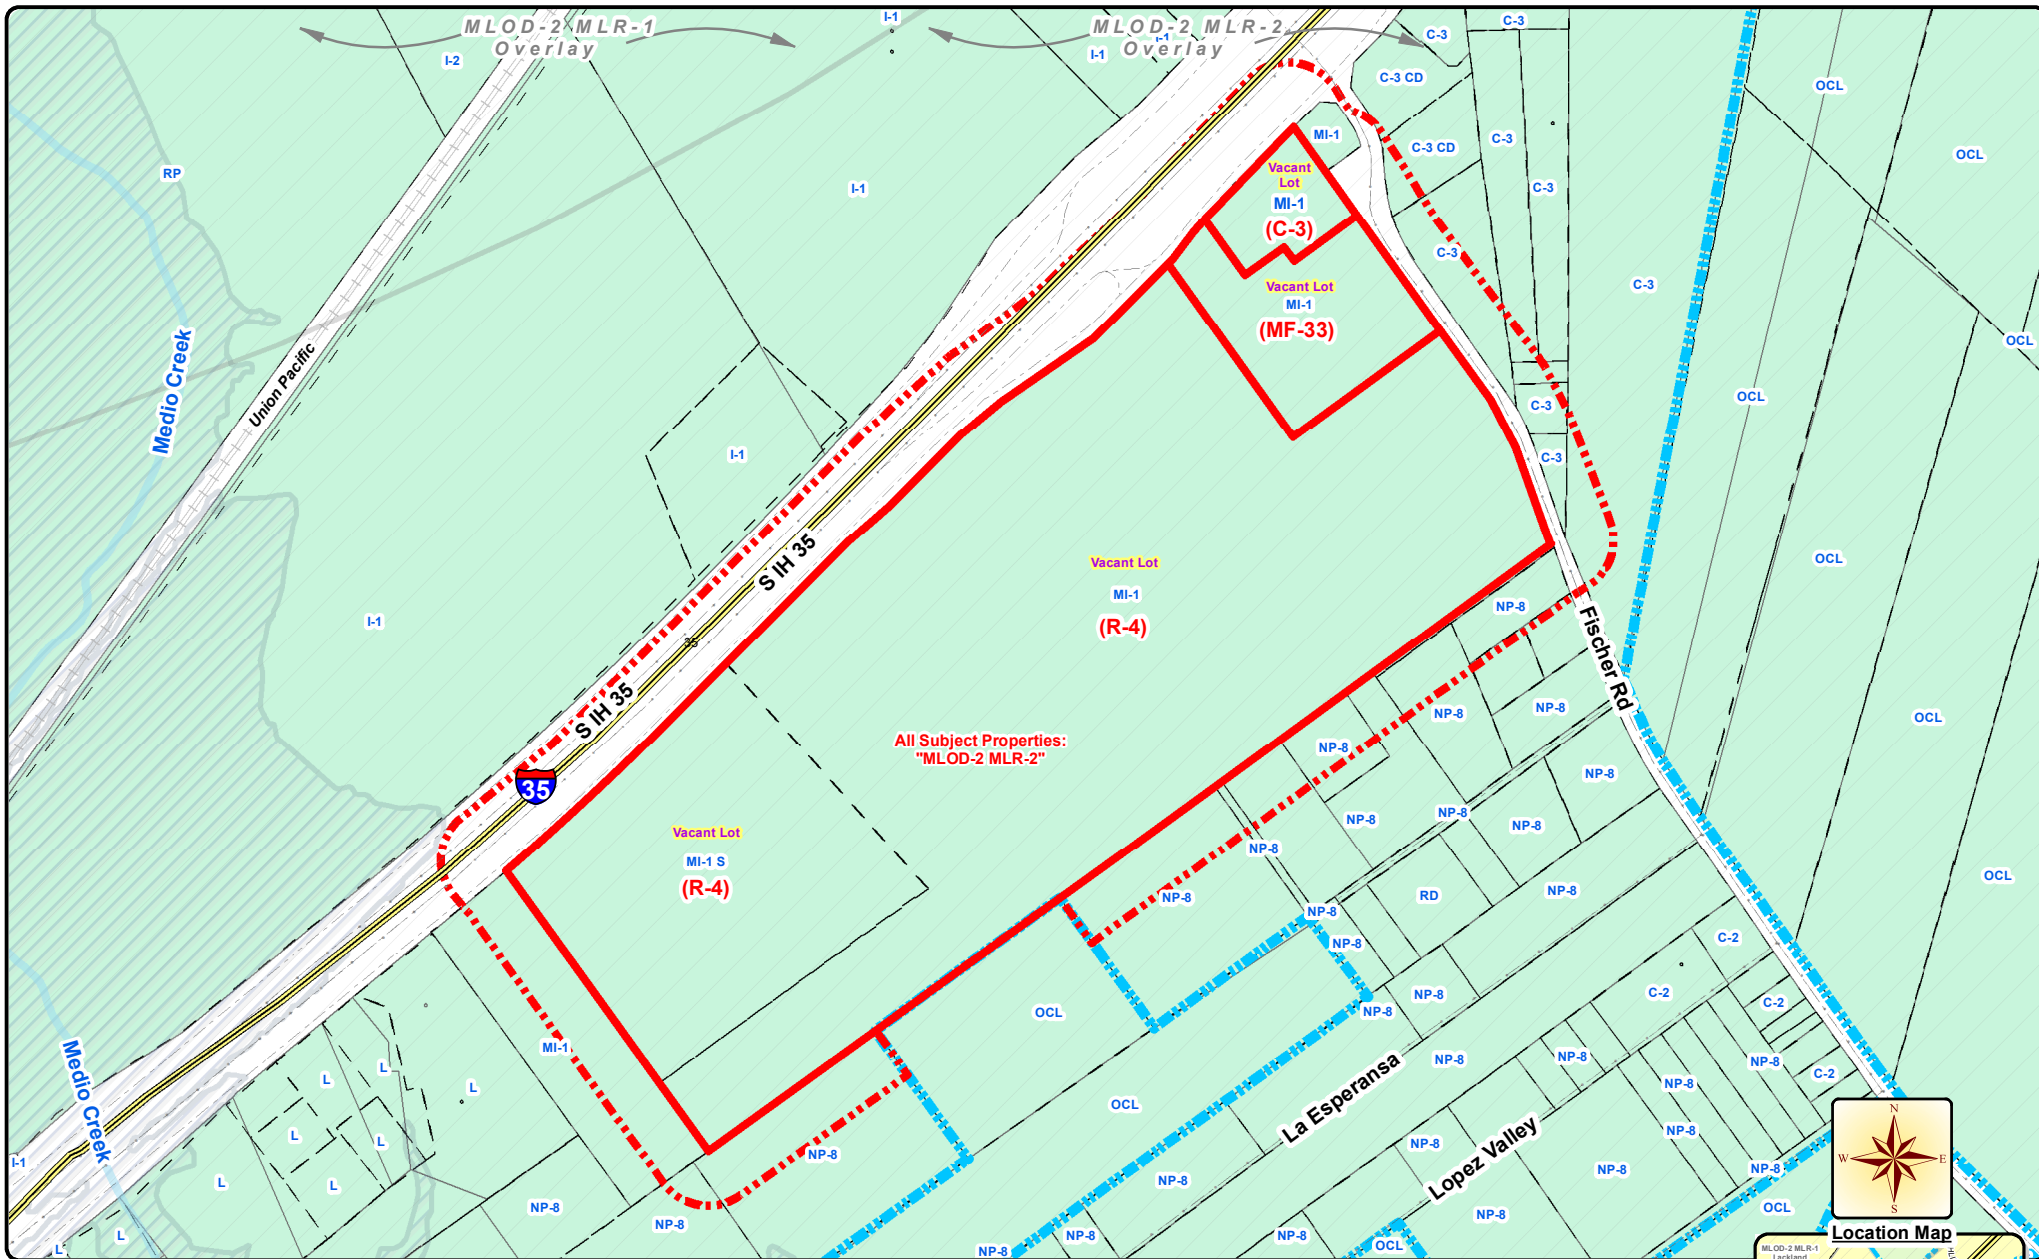 MLOD-2 MLR-1
Overlay
MLOD-2 MLR-2
Overlay
I-1
C-3
C-3
I-2
I-1
I-1
C-3 CD
OCL
MI-1
C-3 CD
C-3
OCL
RP
Vacant
Lot
MI-1
(C-3)
I-1
C-3
C-3
C-3
Vacant Lot
MI-1
(MF-33)
OCL
Medio Creek
Union Pacific
OCL
C-3
I-1
C-3
S IH 35
Vacant Lot
MI-1
(R-4)
OCL
I-1
35
NP-8
Fischer Rd
S IH 35
NP-8
NP-8
OCL
All Subject Properties:
"MLOD-2 MLR-2"
NP-8
NP-8
35
Vacant Lot
MI-1 S
(R-4)
NP-8
NP-8
NP-8
NP-8
NP-8
RD
NP-8
OCL
NP-8
NP-8
C-2
C-2
C-2
NP-8
NP-8
OCL
MI-1
Medio Creek
L
L
L
NP-8
NP-8
NP-8
C-2
NP-8
La Esperansa
OCL
L
L
NP-8
NP-8
NP-8
NP-8
I-1
L
L
NP-8
Lopez Valley
NP-8
NP-8
NP-8
NP-8
NP-8
OCL
L
L
NP-8
NP-8
NP-8
OCL
N
W
E
S
Location Map
MLOD-2 MLR-1
Lackland